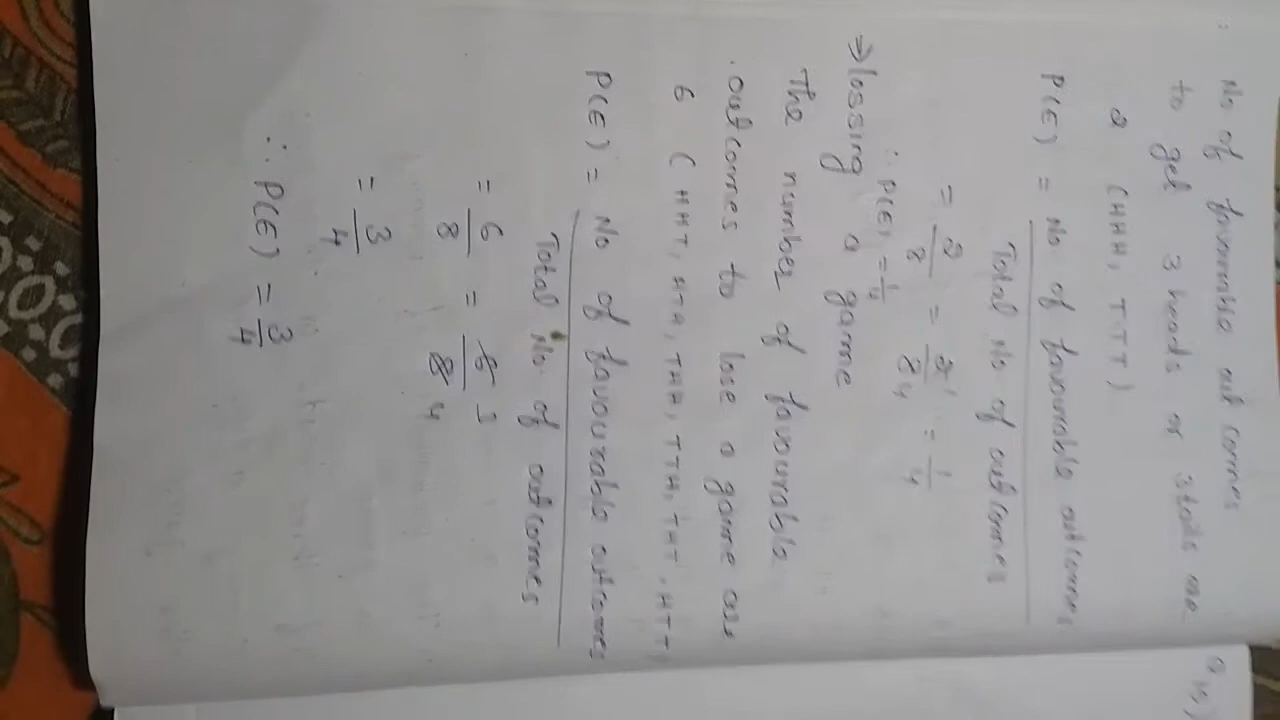 No of favourable out comes
to get 3 heads or 3 tails are
2 (HHH, TTT)
P(E) = No of favourable outcomes
Total No of outcomes
= 2/8 = 2/8 1 4 = 1/4
∴ P(E) = 1/4
⇒ lossing a game
The number of favourable
outcomes to lose a game are
6 (HHT, HTH, THH, TTH, THT, HTT,
P(E) = No of favourable outcomes
Total No of outcomes
= 6/8 = 6/8 3 4
= 3/4
∴ P(E) = 3/4